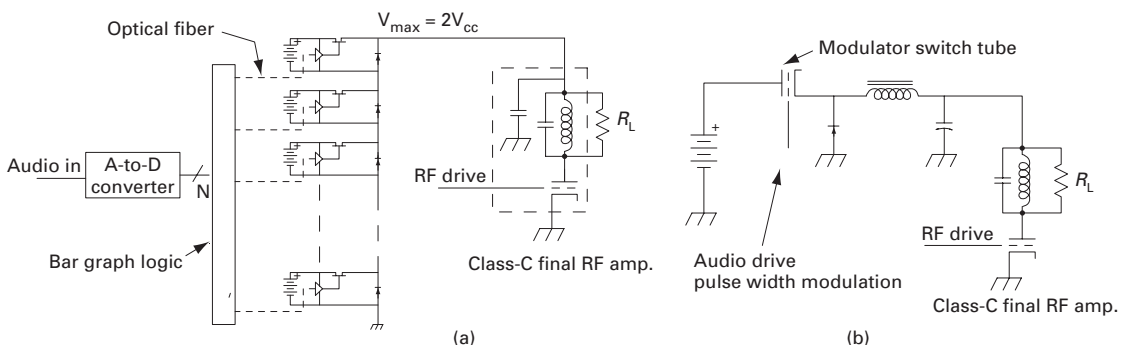 Optical fiber
V_max = 2V_cc
R_L
Audio in
A-to-D
converter
N
RF drive
Bar graph logic
Class-C final RF amp.
(a)
Modulator switch tube
+
R_L
RF drive
Audio drive
pulse width modulation
Class-C final RF amp.
(b)